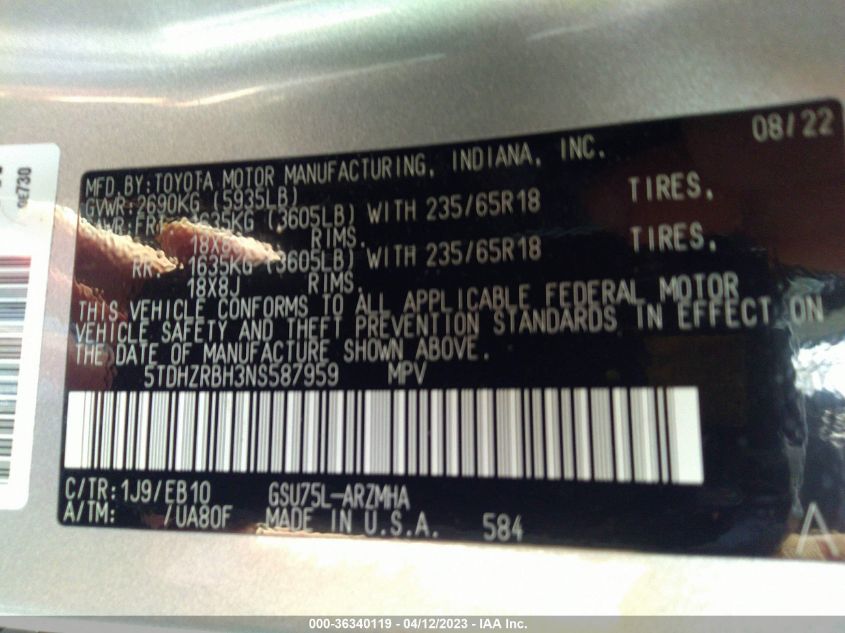 08/22
MFD.BY:TOYOTA MOTOR MANUFACTURING, INDIANA, INC.
GVWR:2690KG (5935LB)
1635KG (3605LB) WITH 235/65R18 TIRES,
RIMS.
RR 1635KG (3605LB) WITH 235/65R18 TIRES,
18X8J RIMS.
THIS VEHICLE CONFORMS TO ALL APPLICABLE FEDERAL MOTOR
VEHICLE SAFETY AND THEFT PREVENTION STANDARDS IN EFFECT ON
THE DATE OF MANUFACTURE SHOWN ABOVE.
5TDHZRBH3NS587959 MPV
C/TR:1J9/EB10 GSU75L-ARZMHA
A/TM: /UA80F MADE IN U.S.A. 584
A
000-36340119 - 04/12/2023 - IAA Inc.